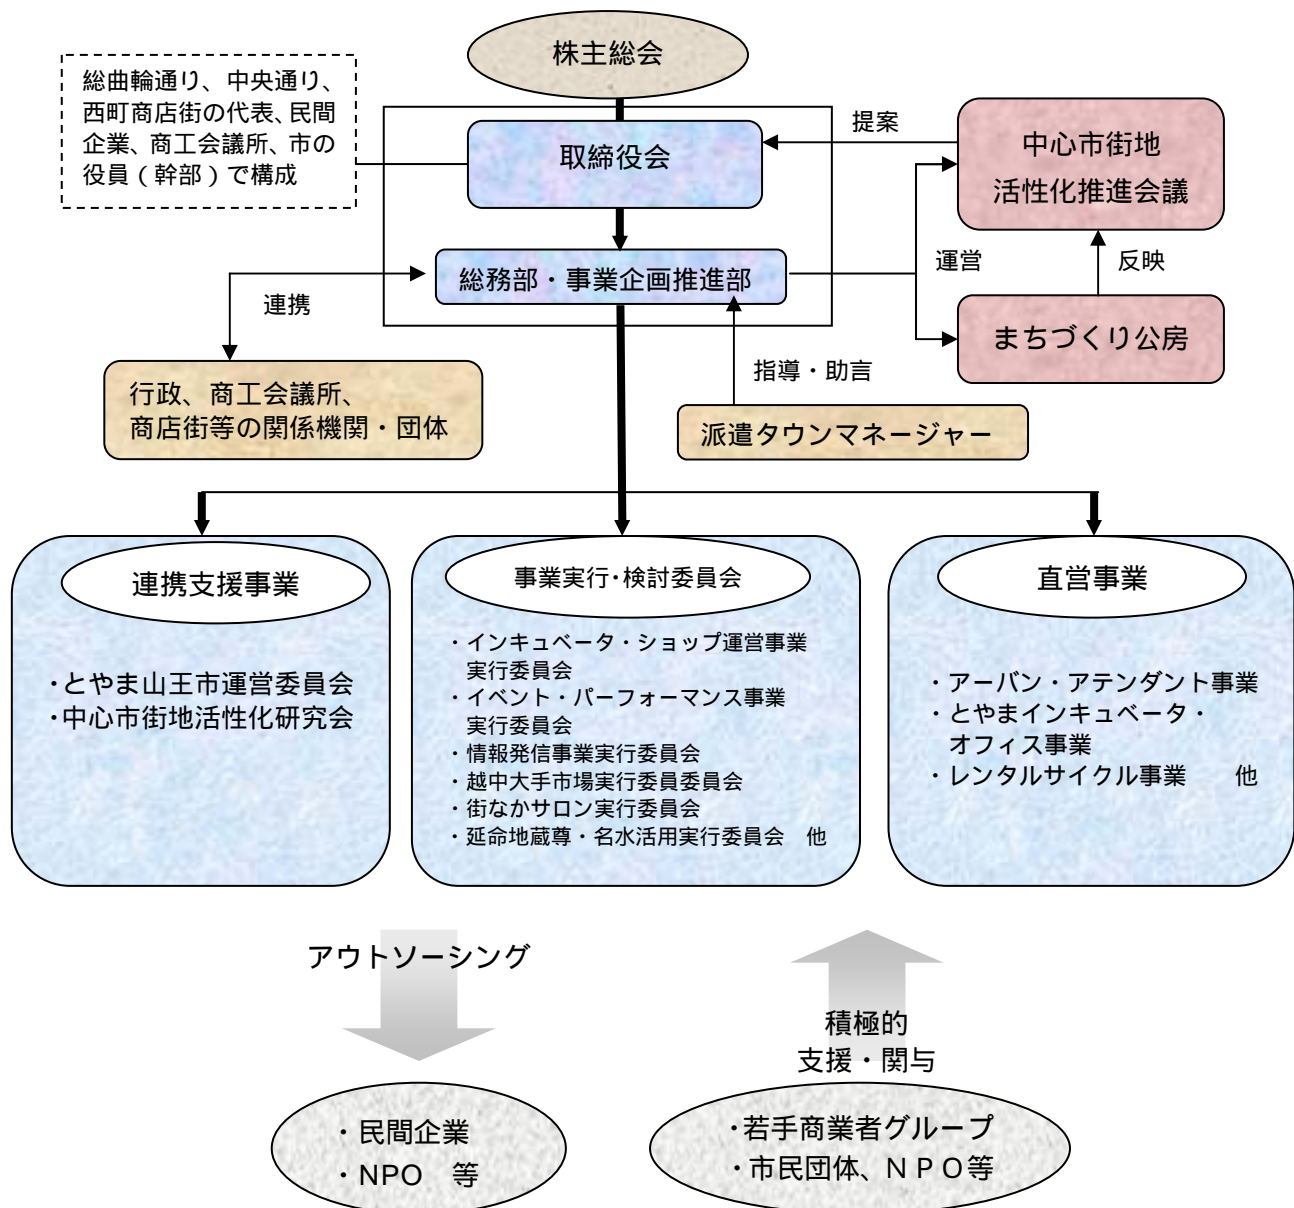 株主総会
総曲輪通り、中央通り、
西町商店街の代表、民間
企業、商工会議所、市の
役員（幹部）で構成
取締役会
提案
中心市街地
活性化推進会議
総務部・事業企画推進部
運営
反映
連携
まちづくり公房
指導・助言
行政、商工会議所、
商店街等の関係機関・団体
派遣タウンマネージャー
連携支援事業
・とやま山王市運営委員会
・中心市街地活性化研究会
事業実行・検討委員会
・インキュベータ・ショップ運営事業
実行委員会
・イベント・パーフォーマンス事業
実行委員会
・情報発信事業実行委員会
・越中大手市場実行委員委員会
・街なかサロン実行委員会
・延命地蔵尊・名水活用実行委員会　他
直営事業
・アーバン・アテンダント事業
・とやまインキュベータ・
オフィス事業
・レンタルサイクル事業　　他
アウトソーシング
積極的
支援・関与
・民間企業
・NPO　等
・若手商業者グループ
・市民団体、ＮＰＯ等